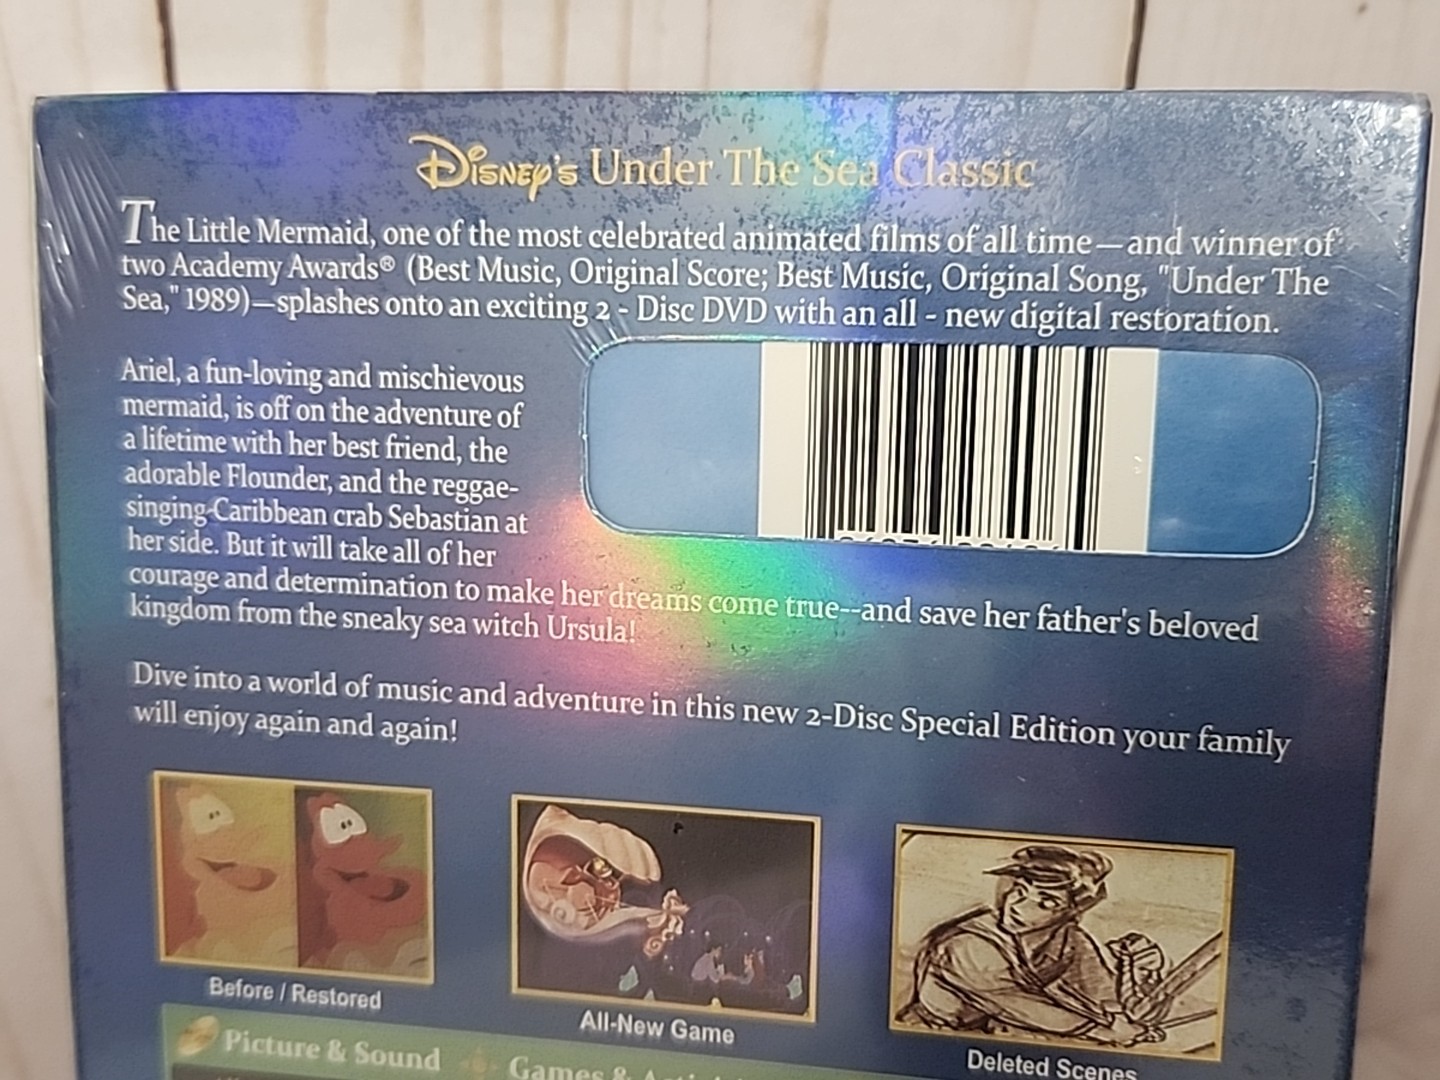 Disney's Under The Sea Classic
The Little Mermaid, one of the most celebrated animated films of all time—and winner of
two Academy Awards® (Best Music, Original Score; Best Music, Original Song, "Under The
Sea," 1989)—splashes onto an exciting 2 - Disc DVD with an all - new digital restoration.
Ariel, a fun-loving and mischievous
mermaid, is off on the adventure of
a lifetime with her best friend, the
adorable Flounder, and the reggae-
singing Caribbean crab Sebastian at
her side. But it will take all of her
courage and determination to make her dreams come true--and save her father's beloved
kingdom from the sneaky sea witch Ursula!
Dive into a world of music and adventure in this new 2-Disc Special Edition your family
will enjoy again and again!
Before / Restored
All-New Game
Deleted Scenes
Picture & Sound
Games &